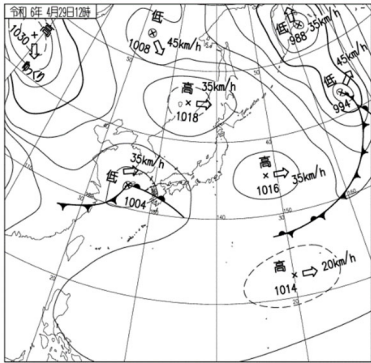 令和 6年 4月29日12時
高
1030
ゆっくり
低
1008
45km/h
低
988
35km/h
45km/h
低
994
高
35km/h
1018
35km/h
低
1004
高
1016
35km/h
140
高
20km/h
1014